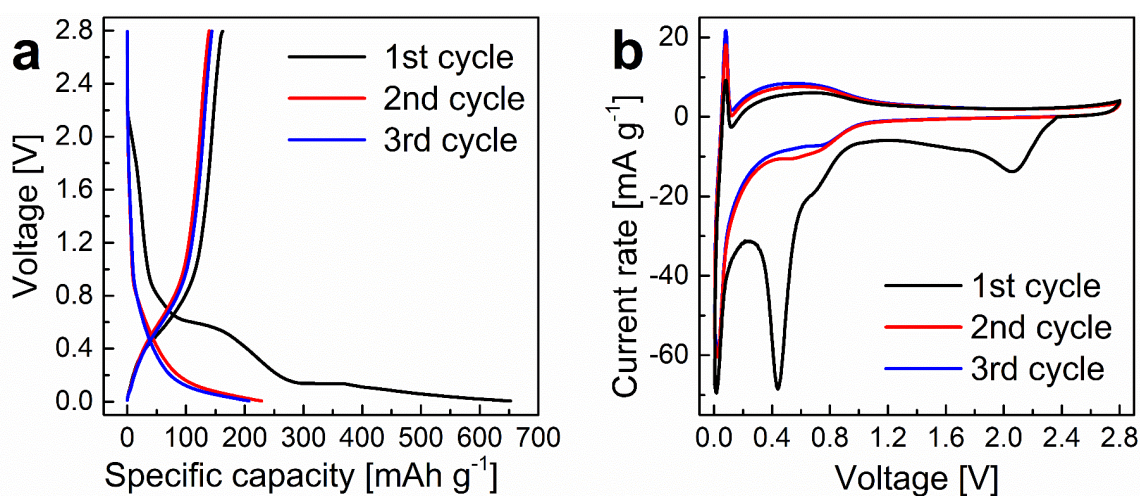 a
2.8
2.4
2.0
1.6
1.2
0.8
0.4
0.0
Voltage [V]
1st cycle
2nd cycle
3rd cycle
0 100 200 300 400 500 600 700
Specific capacity [mAh g⁻¹]
b
20
0
-20
-40
-60
Current rate [mA g⁻¹]
1st cycle
2nd cycle
3rd cycle
0.0 0.4 0.8 1.2 1.6 2.0 2.4 2.8
Voltage [V]